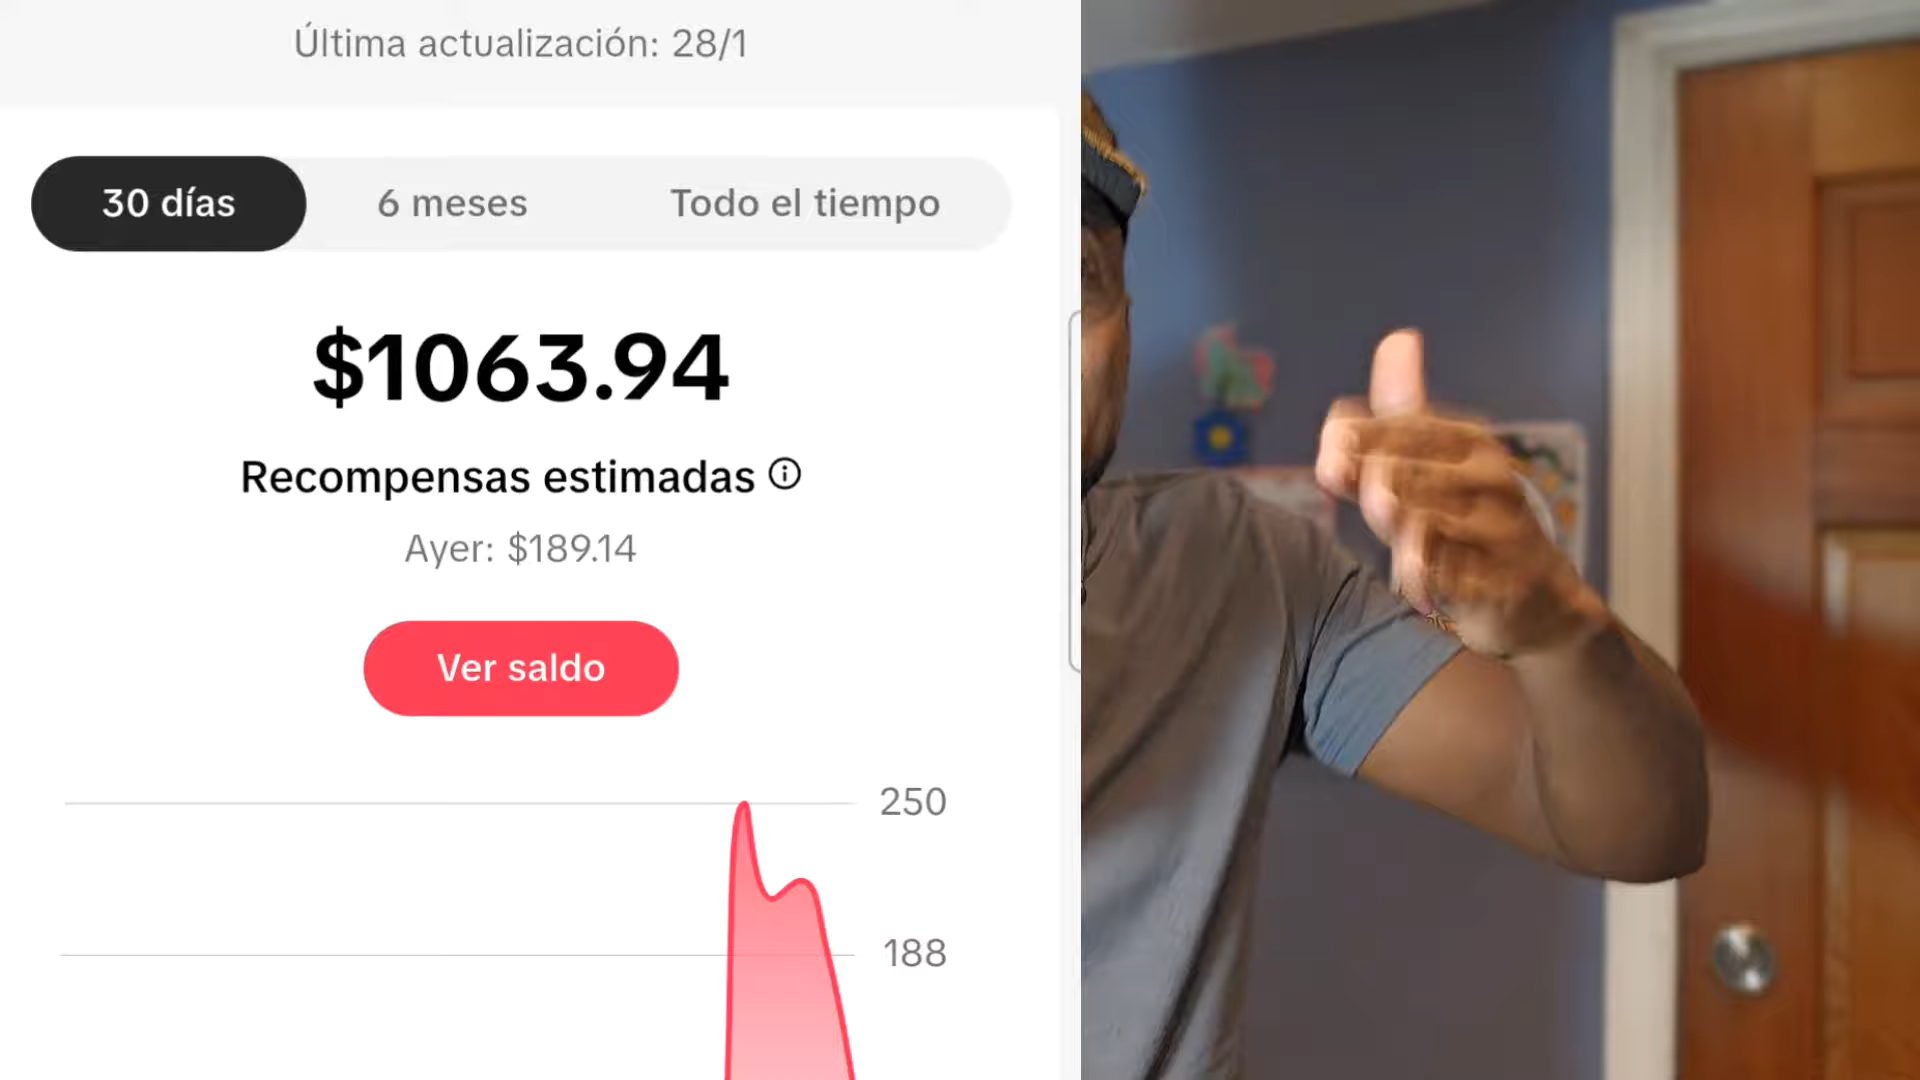 Última actualización: 28/1
30 días
6 meses
Todo el tiempo
$1063.94
Recompensas estimadas
Ayer: $189.14
Ver saldo
250
188